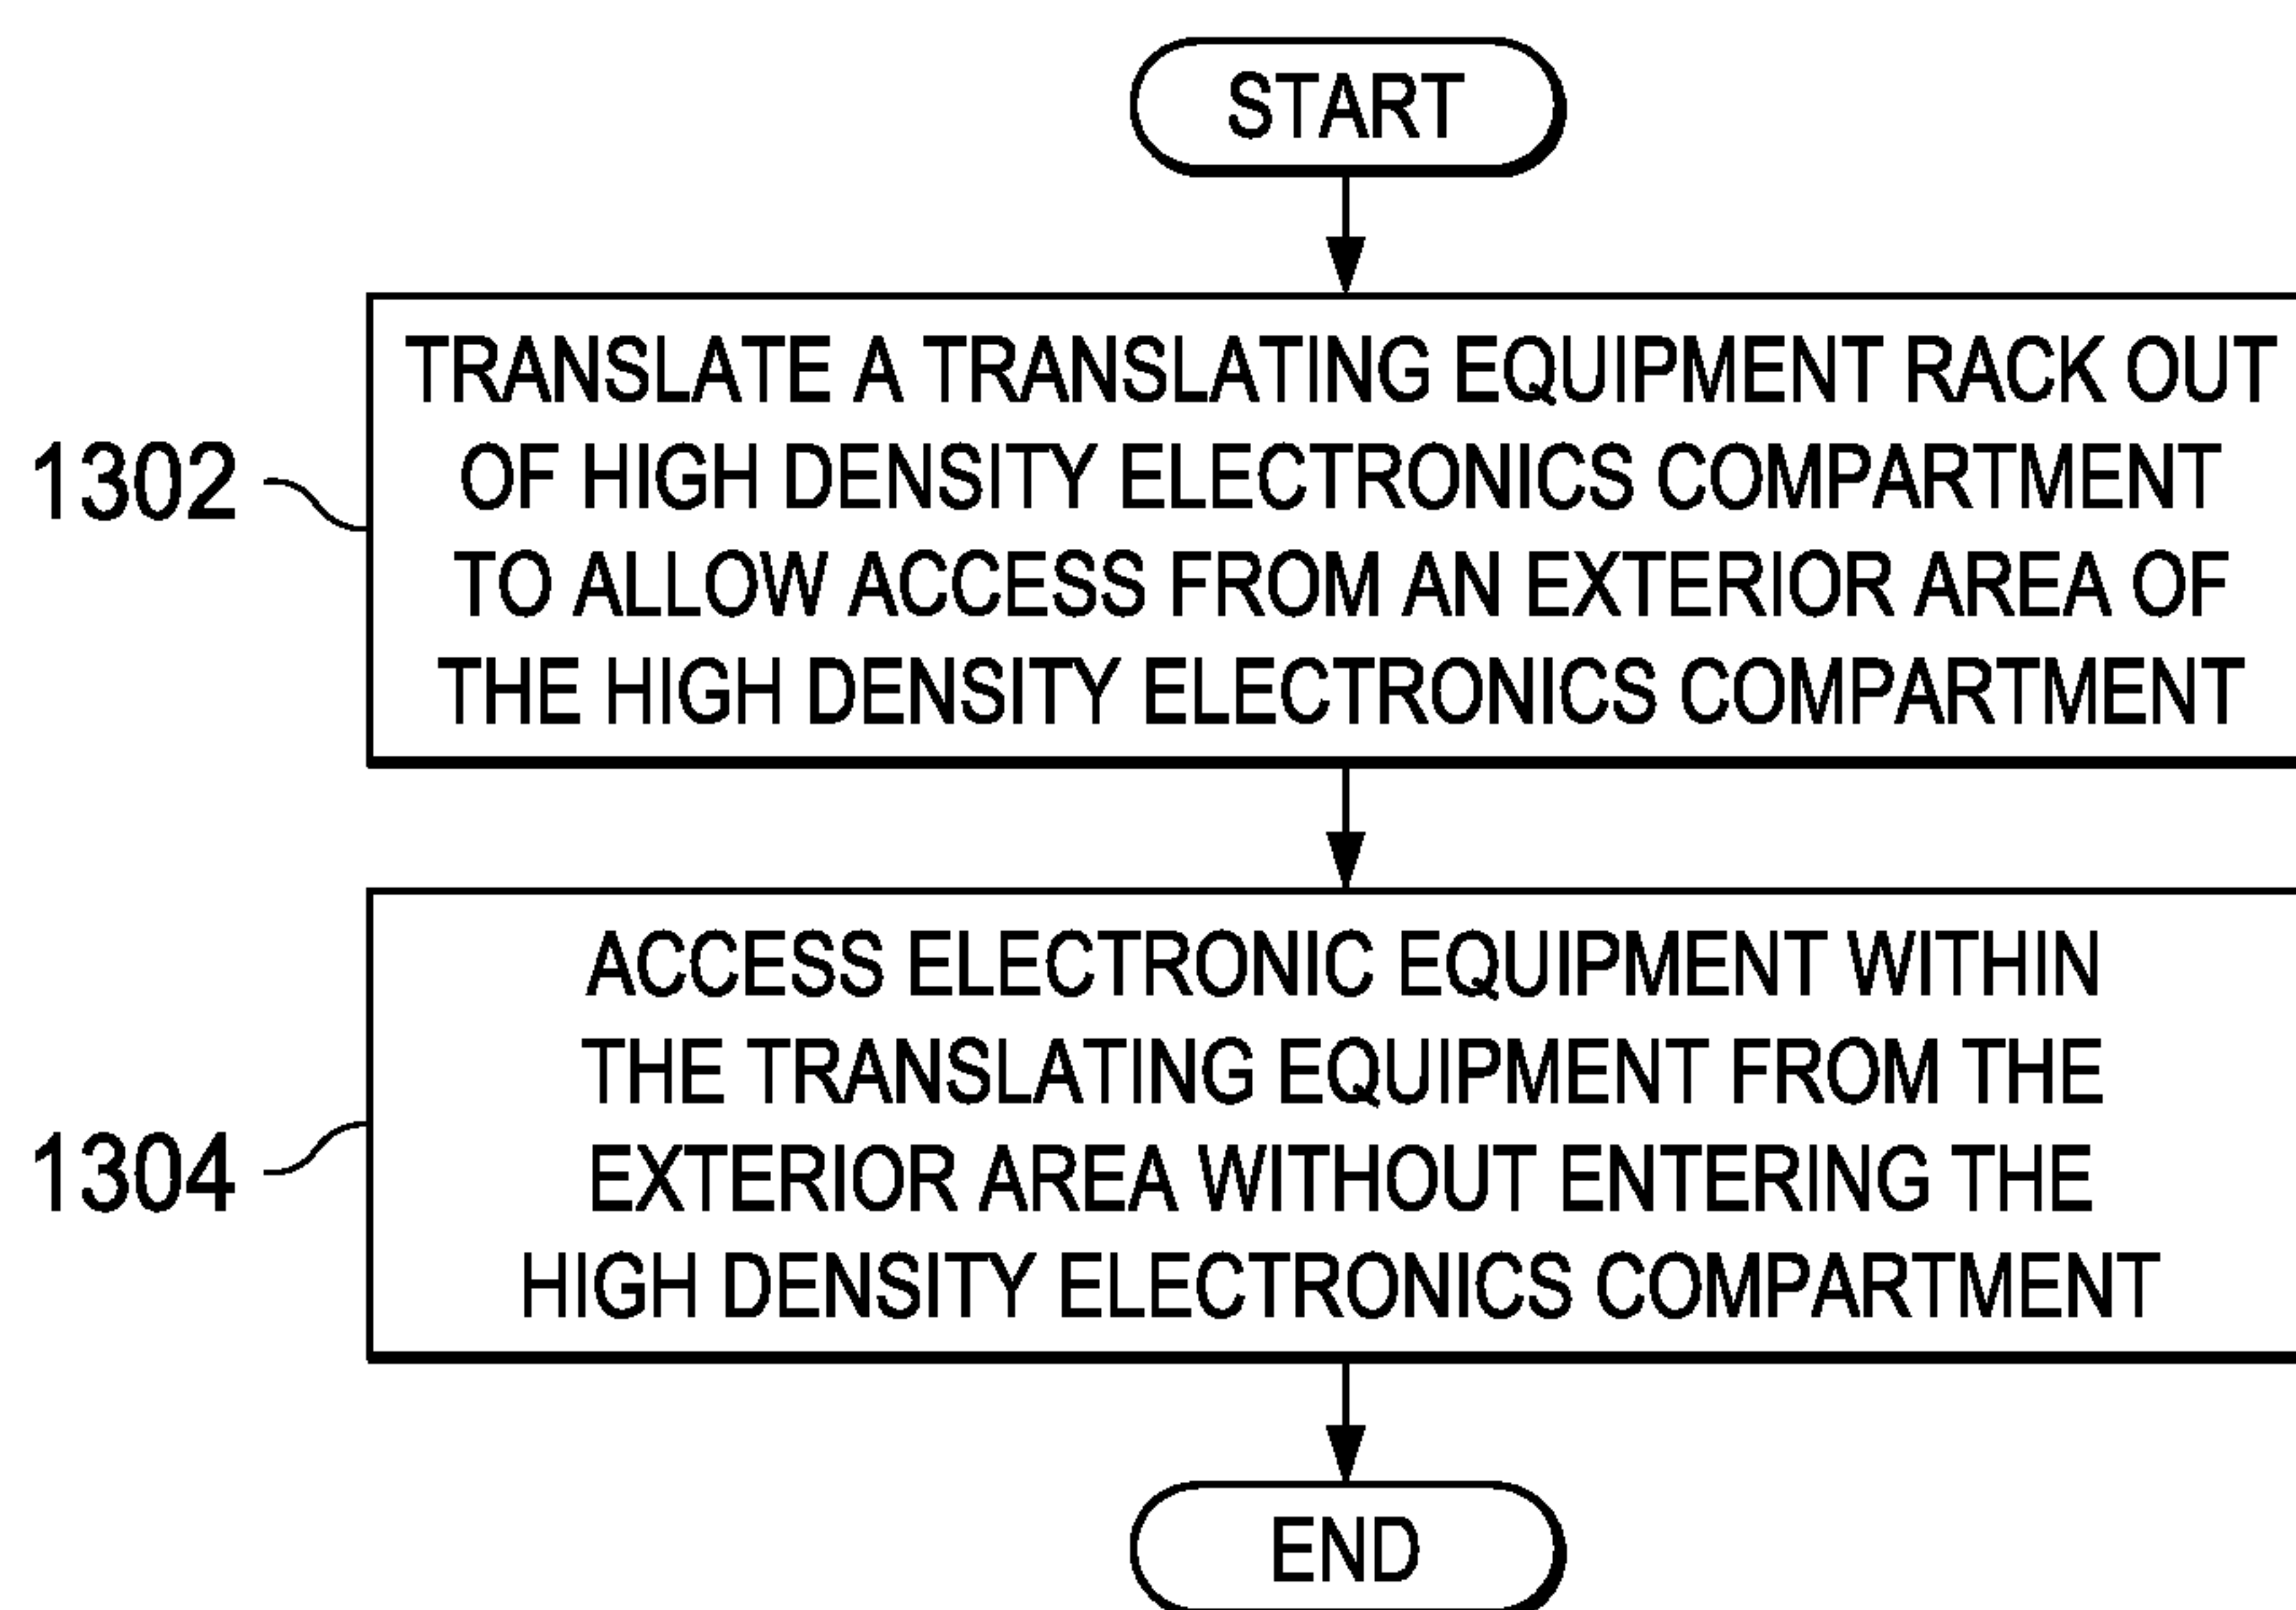 START
TRANSLATE A TRANSLATING EQUIPMENT RACK OUT
OF HIGH DENSITY ELECTRONICS COMPARTMENT
TO ALLOW ACCESS FROM AN EXTERIOR AREA OF
THE HIGH DENSITY ELECTRONICS COMPARTMENT
1302
ACCESS ELECTRONIC EQUIPMENT WITHIN
THE TRANSLATING EQUIPMENT FROM THE
EXTERIOR AREA WITHOUT ENTERING THE
HIGH DENSITY ELECTRONICS COMPARTMENT
1304
END